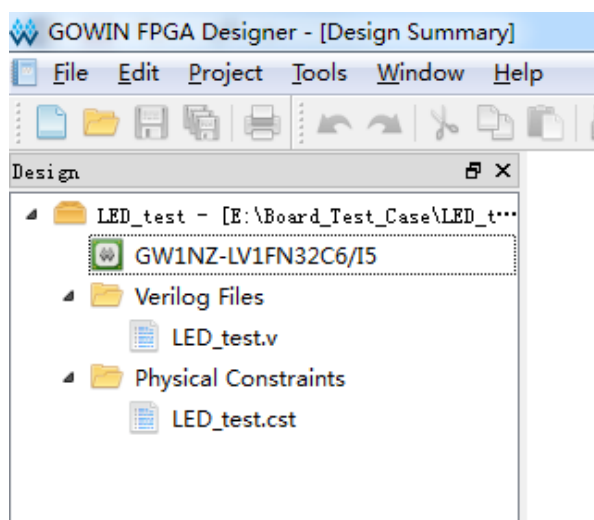 GOWIN FPGA Designer - [Design Summary]
File Edit Project Tools Window Help
Design
LED_test - [E:\Board_Test_Case\LED_t···
GW1NZ-LV1FN32C6/I5
Verilog Files
LED_test.v
Physical Constraints
LED_test.cst